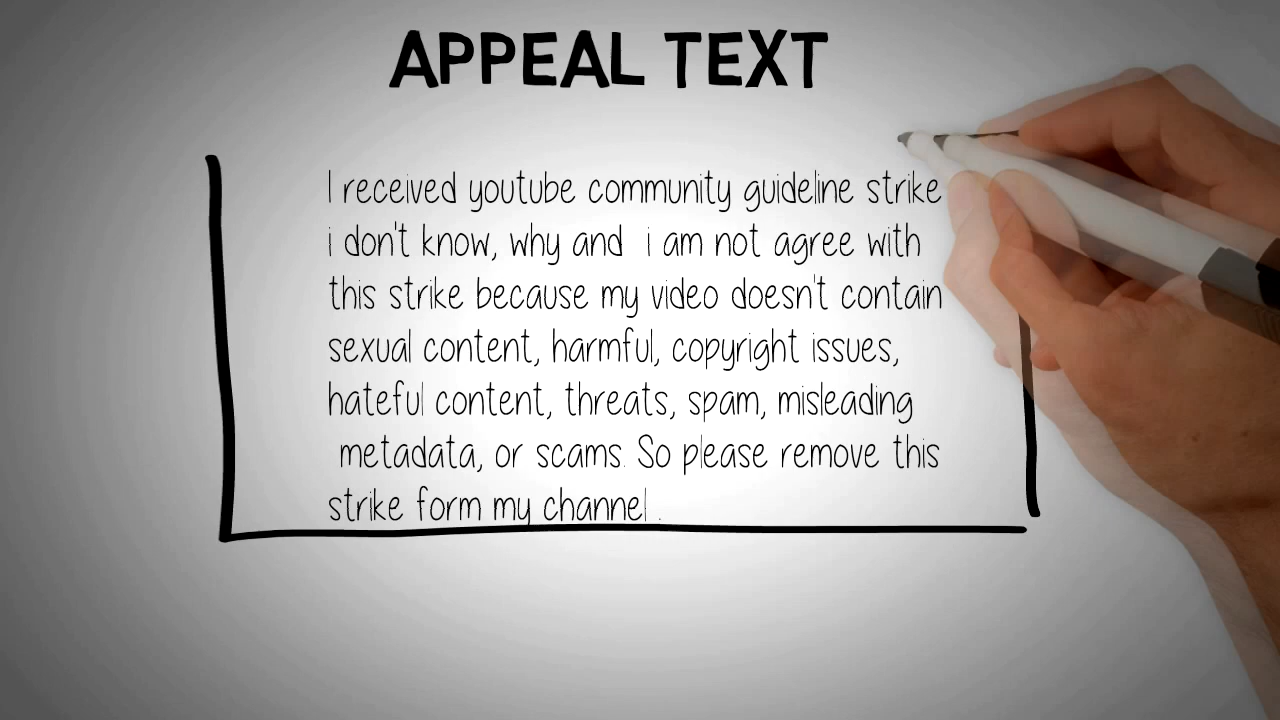 APPEAL TEXT
I received youtube community guideline strike
i don't know, why and i am not agree with
this strike because my video doesn't contain
sexual content, harmful, copyright issues,
hateful content, threats, spam, misleading
metadata, or scams. So please remove this
strike form my channel .